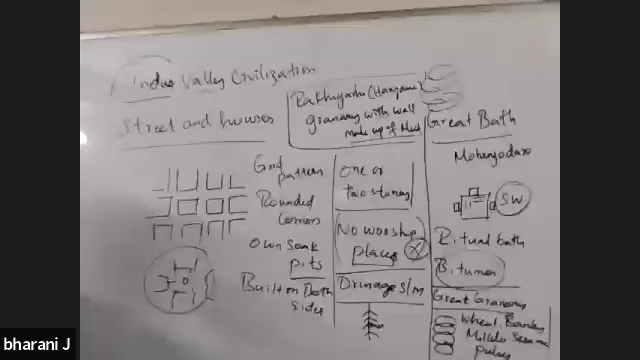 Indus Valley Civilization
Street and houses
Rakhigarhi (Haryana)
granary with wall
made up of Mud
Great Bath
Mohenjodaro
SW
Ritual bath
Bitumen
Great Granary
Wheat
pulses
Grid
pattern
Rounded
corners
Own soak
pits
Built on Both
sides
One or
two stories
No worship
places
Drainage s/m
bharani J